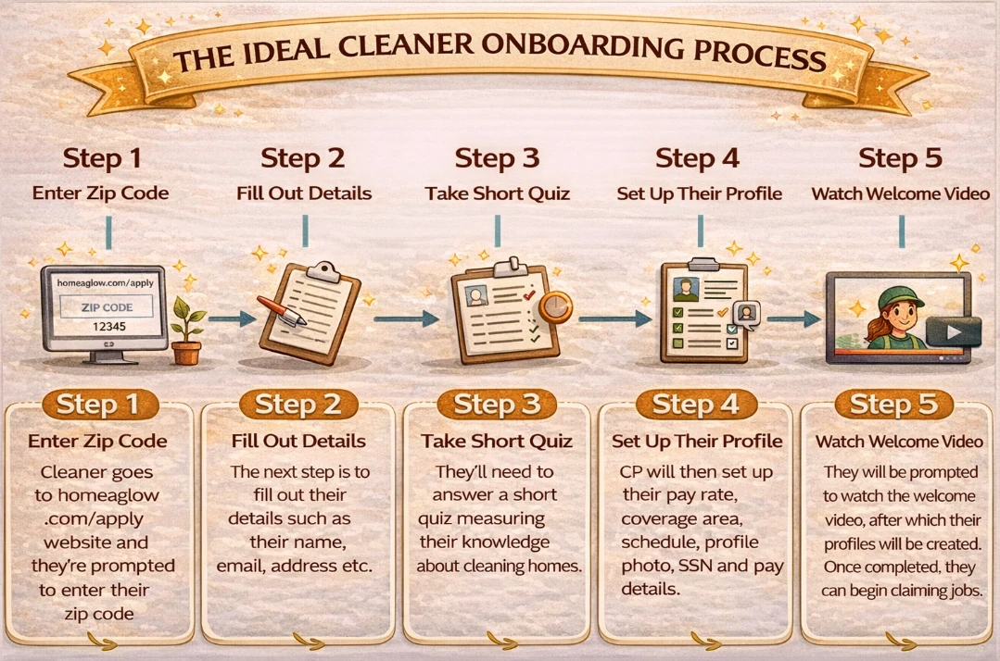 THE IDEAL CLEANER ONBOARDING PROCESS
Step 1
Enter Zip Code
Step 2
Fill Out Details
Step 3
Take Short Quiz
Step 4
Set Up Their Profile
Step 5
Watch Welcome Video
homeaglow.com/apply
ZIP CODE
12345
Step 1
Enter Zip Code
Cleaner goes
to homeaglow
.com/apply
website and
they're prompted
to enter their
zip code
Step 2
Fill Out Details
The next step is to
fill out their
details such as
their name,
email, address etc.
Step 3
Take Short Quiz
They'll need to
answer a short
quiz measuring
their knowledge
about cleaning homes.
Step 4
Set Up Their Profile
CP will then set up
their pay rate,
coverage area,
schedule, profile
photo, SSN and pay
details.
Step 5
Watch Welcome Video
They will be prompted
to watch the welcome
video, after which their
profiles will be created.
Once completed, they
can begin claiming jobs.